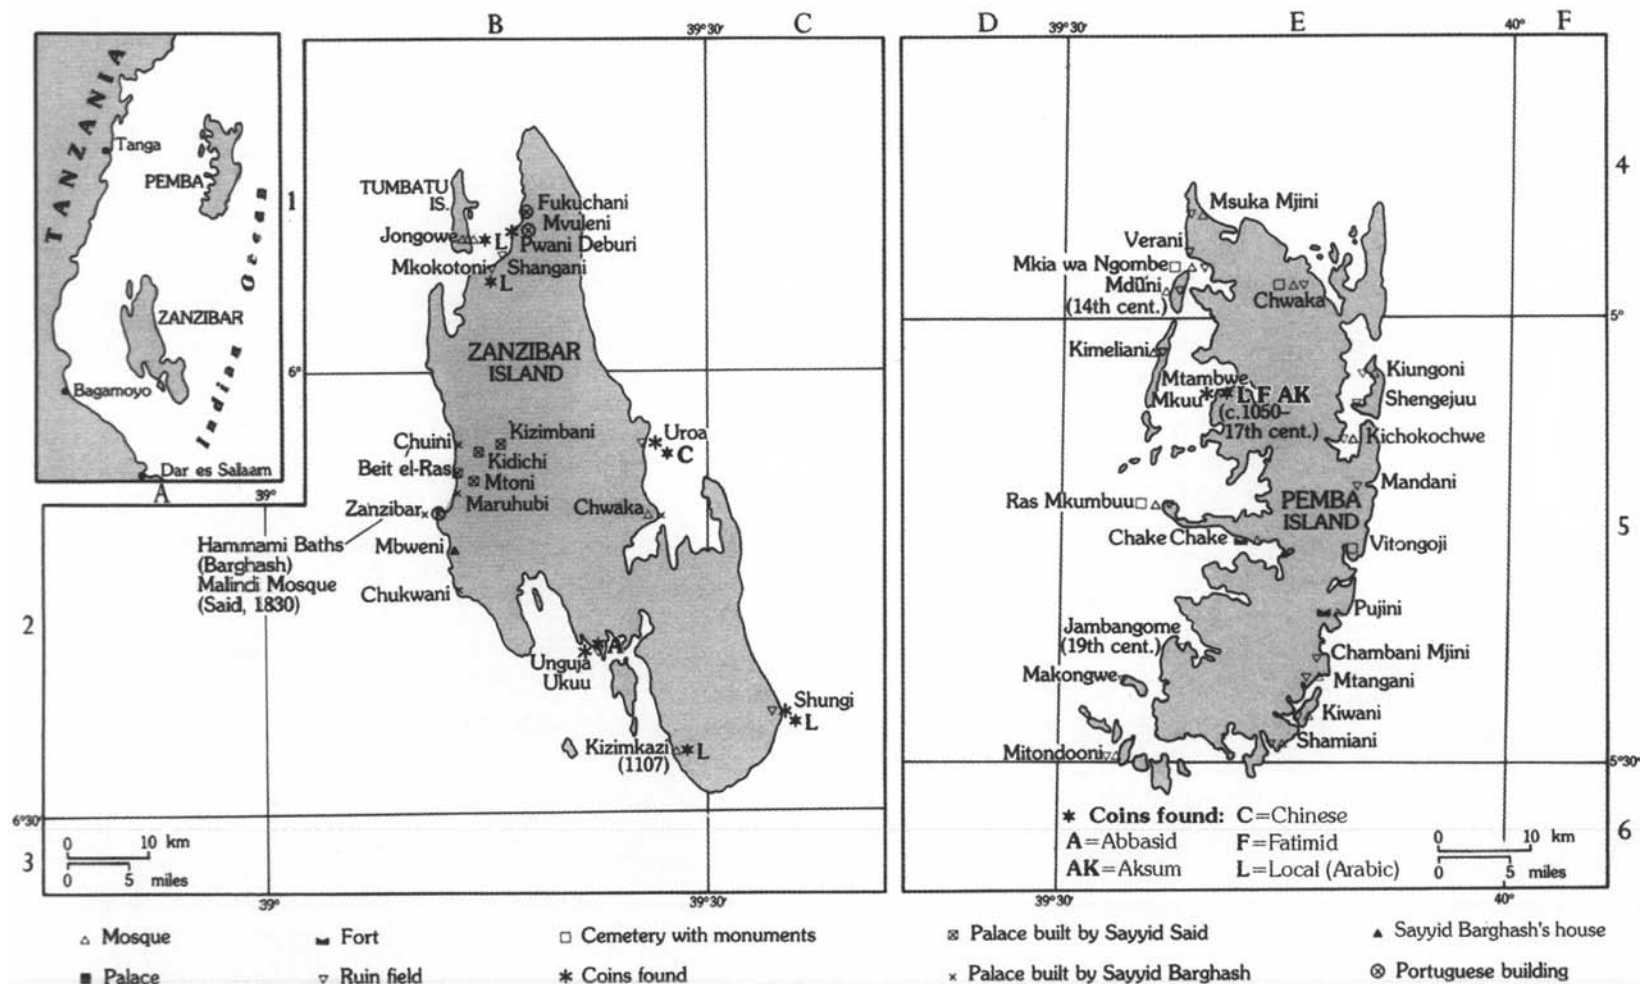 B
39°30'
C
D
39°30'
E
40°
F
TANZANIA
Tanga
PEMBA
ZANZIBAR
Bagamoyo
Indian Ocean
Dar es Salaam
A
39°
1
TUMBATU
IS.
Fukuchani
Mvuleni
Jongowe
L
Pwani Deburi
Mkokotoni
Shangani
L
ZANZIBAR
ISLAND
6°
Kizimbani
Chuini
Uroa
Kidichi
C
Beit el-Ras
Mtoni
Maruhubi
Zanzibar
Chwaka
Hammami Baths
(Barghash)
Malindi Mosque
(Said, 1830)
Mbweni
Chukwani
2
A
Unguja
Ukuu
Shungi
L
Kizimkazi
(1107)
L
6°30'
3
0 10 km
0 5 miles
39°
39°30'
4
Msuka Mjini
Verani
Mkia wa Ngombe
Mduni
(14th cent.)
Chwaka
5°
Kimeliani
Kiungoni
Mtambwe
Mkuu
L F AK
(c.1050–
17th cent.)
Shengejuu
Kichokochwe
Mandani
Ras Mkumbuu
PEMBA
ISLAND
5
Chake Chake
Vitongoji
Pujini
Jambangome
(19th cent.)
Chambani Mjini
Makongwe
Mtangani
Kiwani
Mitondooni
Shamiani
5°30'
Coins found: C=Chinese
A=Abbasid F=Fatimid
AK=Aksum L=Local (Arabic)
0 10 km
0 5 miles
6
39°30'
40°
Mosque
Fort
Cemetery with monuments
Palace built by Sayyid Said
Sayyid Barghash's house
Palace
Ruin field
Coins found
Palace built by Sayyid Barghash
Portuguese building